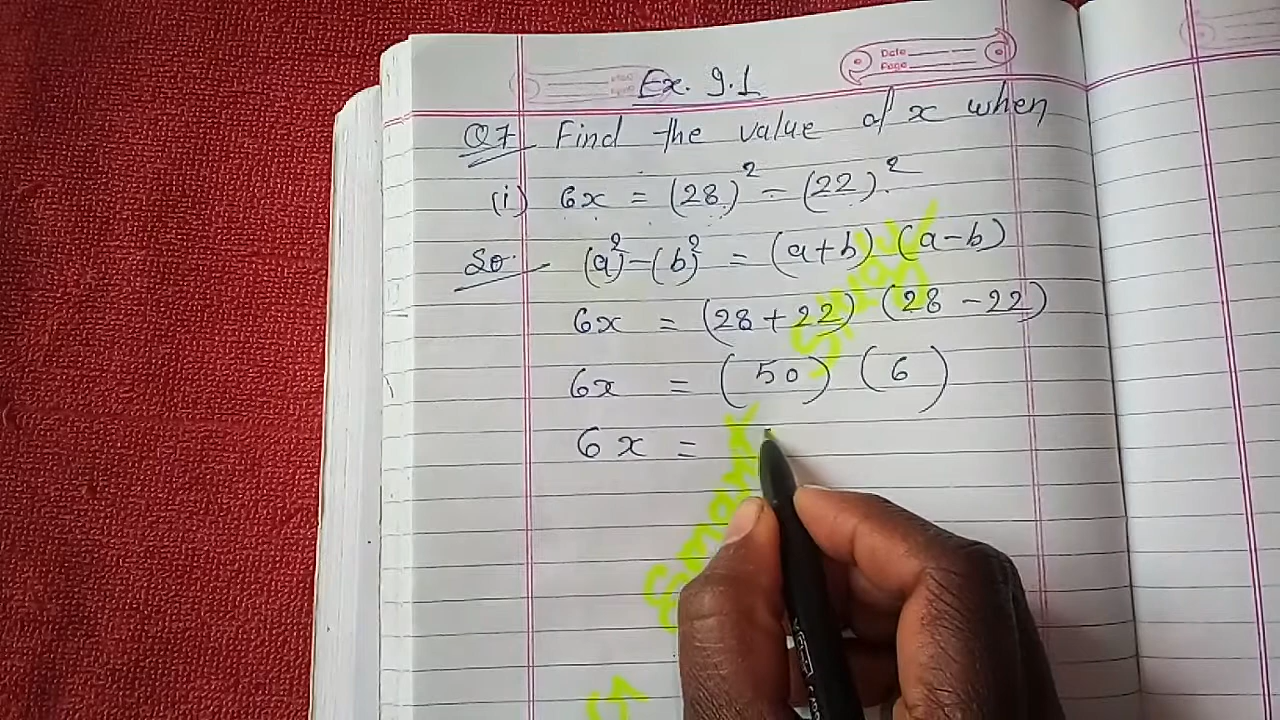 Date
Page
Ex. 9.1
Q7 Find the value of x when
(i) 6x = (28)² - (22)²
So. (a)² - (b)² = (a+b) (a-b)
6x = (28+22) (28-22)
6x = (50) (6)
6x =